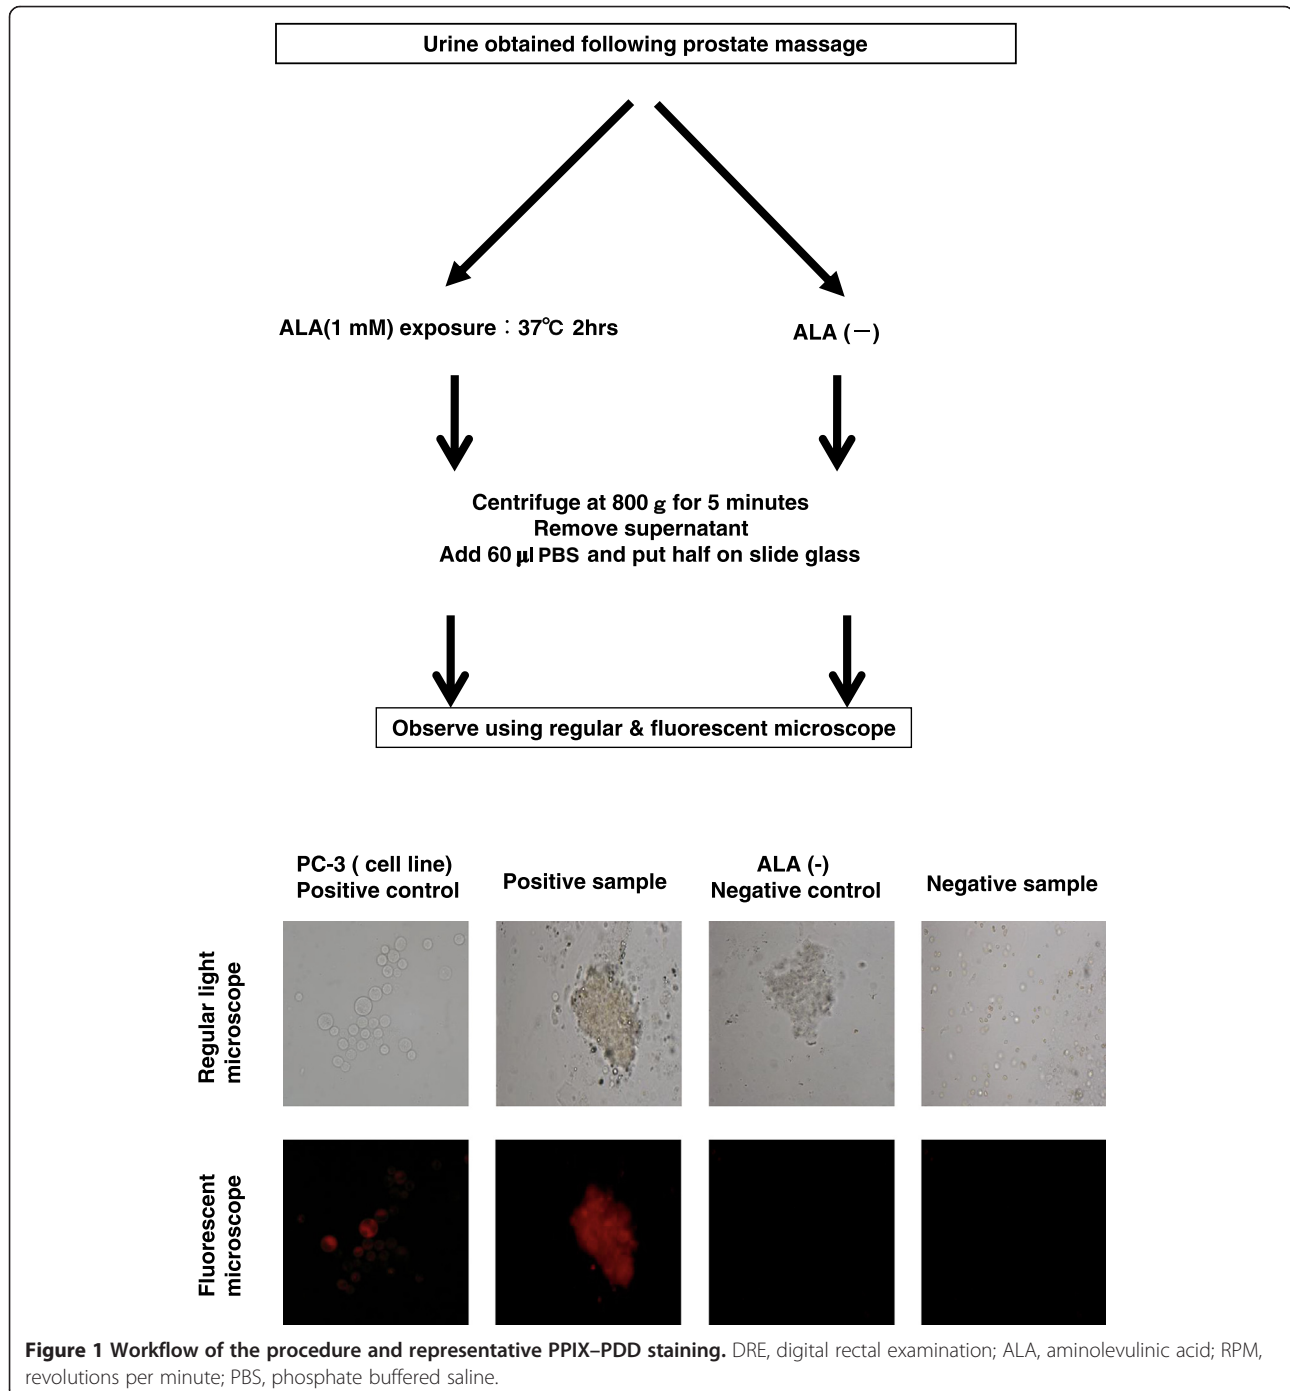 Urine obtained following prostate massage
ALA(1 mM) exposure：37℃ 2hrs
ALA (－)
Centrifuge at 800 g for 5 minutes
Remove supernatant
Add 60 μl PBS and put half on slide glass
Observe using regular & fluorescent microscope
PC-3 ( cell line)
Positive control
Positive sample
ALA (-)
Negative control
Negative sample
Regular light
microscope
Fluorescent
microscope
Figure 1 Workflow of the procedure and representative PPIX–PDD staining. DRE, digital rectal examination; ALA, aminolevulinic acid; RPM,
revolutions per minute; PBS, phosphate buffered saline.